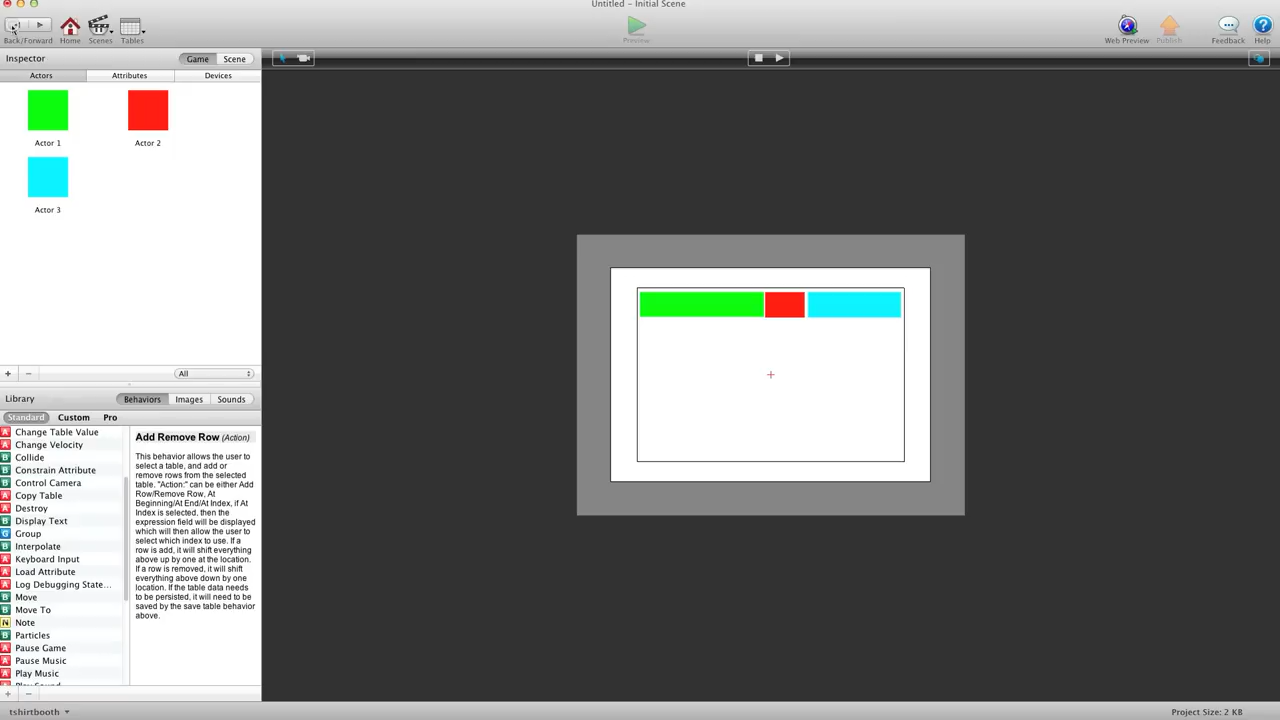 Untitled - Initial Scene
Back/Forward
Home
Scenes
Tables
Preview
Web Preview
Publish
Feedback
Help
Inspector
Game
Scene
Actors
Attributes
Devices
Actor 1
Actor 2
Actor 3
+
−
All
Library
Behaviors
Images
Sounds
Standard
Custom
Pro
A Change Table Value
A Change Velocity
B Collide
B Constrain Attribute
B Control Camera
A Copy Table
A Destroy
B Display Text
G Group
B Interpolate
A Keyboard Input
A Load Attribute
A Log Debugging State...
B Move
B Move To
N Note
B Particles
A Pause Game
A Pause Music
A Play Music
Add Remove Row (Action)
This behavior allows the user to
select a table, and add or
remove rows from the selected
table. "Action:" can be either Add
Row/Remove Row, At
Beginning/At End/At Index, if At
Index is selected, then the
expression field will be displayed
which will then allow the user to
select which index to use. If a
row is add, it will shift everything
above up by one at the location.
If a row is removed, it will shift
everything above down by one
location. If the table data needs
to be persisted, it will need to be
saved by the save table behavior
above.
+
−
tshirtbooth
Project Size: 2 KB